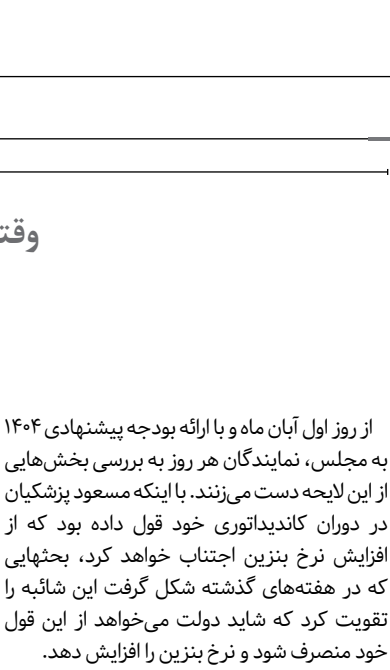 وقت
از روز اول آبان ماه و با ارائه بودجه پیشنهادی ۱۴۰۴
به مجلس، نمایندگان هر روز به بررسی بخش‌هایی
از این لایحه دست می‌زنند. با اینکه مسعود پزشکیان
در دوران کاندیداتوری خود قول داده بود که از
افزایش نرخ بنزین اجتناب خواهد کرد، بحثهایی
که در هفته‌های گذشته شکل گرفت این شائبه را
تقویت کرد که شاید دولت می‌خواهد از این قول
خود منصرف شود و نرخ بنزین را افزایش دهد.